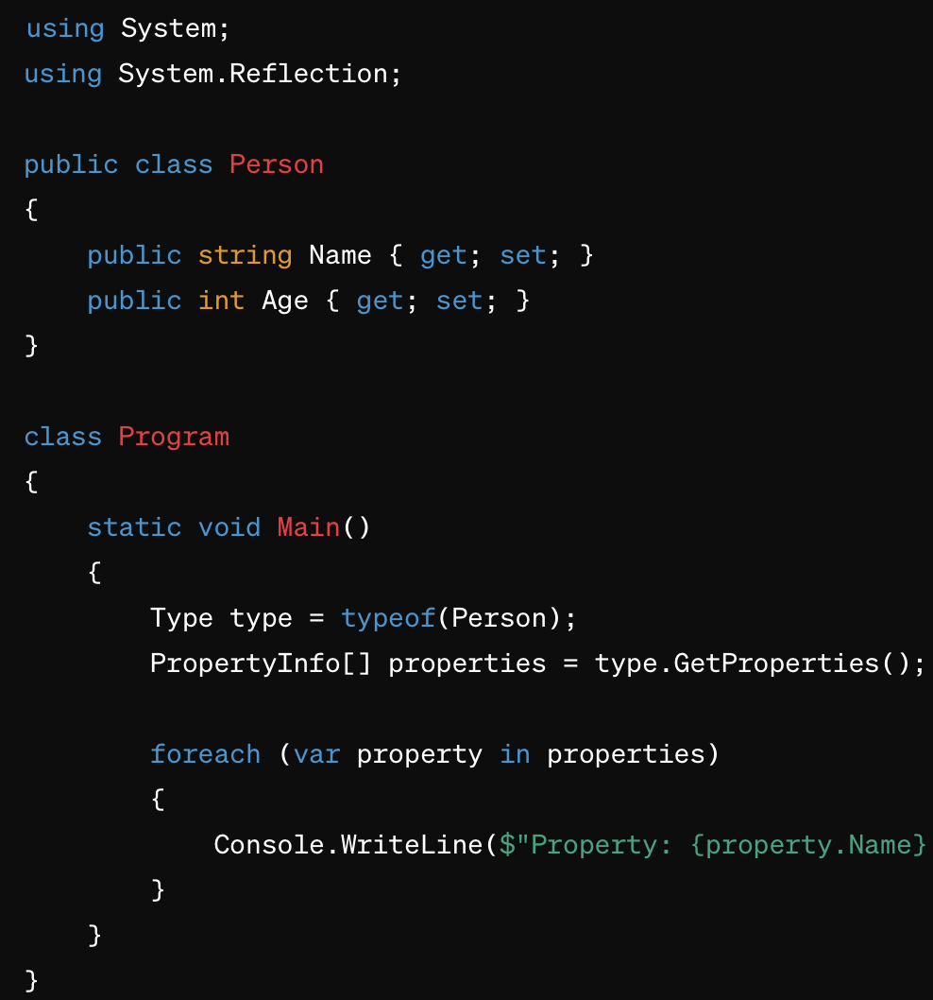 using System;
using System.Reflection;

public class Person
{
    public string Name { get; set; }
    public int Age { get; set; }
}

class Program
{
    static void Main()
    {
        Type type = typeof(Person);
        PropertyInfo[] properties = type.GetProperties();

        foreach (var property in properties)
        {
            Console.WriteLine($"Property: {property.Name}
        }
    }
}